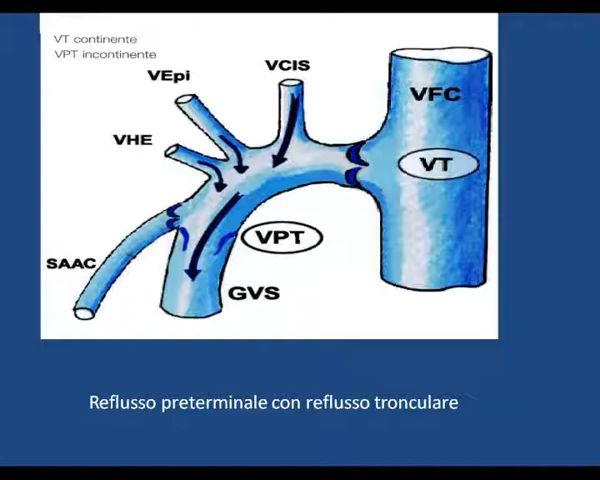 VT continente
VPT incontinente
VEpi
VCIS
VHE
VFC
VT
VPT
SAAC
GVS
Reflusso preterminale con reflusso tronculare